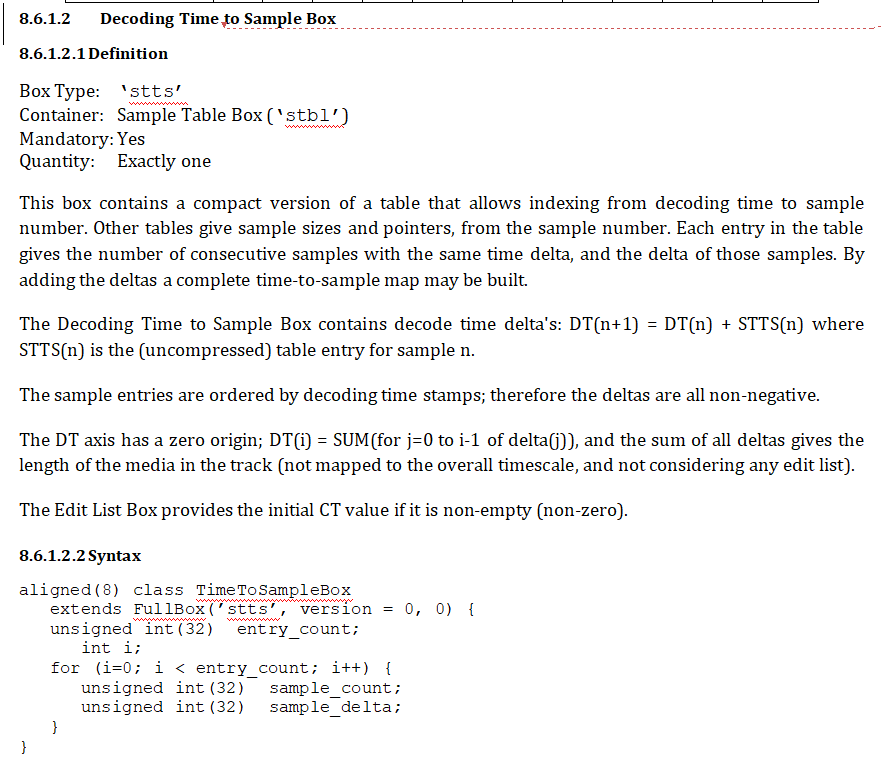 8.6.1.2 Decoding Time to Sample Box
8.6.1.2.1 Definition
Box Type: ‘stts’
Container: Sample Table Box (‘stbl’)
Mandatory: Yes
Quantity: Exactly one
This box contains a compact version of a table that allows indexing from decoding time to sample
number. Other tables give sample sizes and pointers, from the sample number. Each entry in the table
gives the number of consecutive samples with the same time delta, and the delta of those samples. By
adding the deltas a complete time-to-sample map may be built.
The Decoding Time to Sample Box contains decode time delta's: DT(n+1) = DT(n) + STTS(n) where
STTS(n) is the (uncompressed) table entry for sample n.
The sample entries are ordered by decoding time stamps; therefore the deltas are all non-negative.
The DT axis has a zero origin; DT(i) = SUM(for j=0 to i-1 of delta(j)), and the sum of all deltas gives the
length of the media in the track (not mapped to the overall timescale, and not considering any edit list).
The Edit List Box provides the initial CT value if it is non-empty (non-zero).
8.6.1.2.2 Syntax
aligned(8) class TimeToSampleBox
extends FullBox(’stts’, version = 0, 0) {
unsigned int(32) entry_count;
int i;
for (i=0; i < entry_count; i++) {
unsigned int(32) sample_count;
unsigned int(32) sample_delta;
}
}